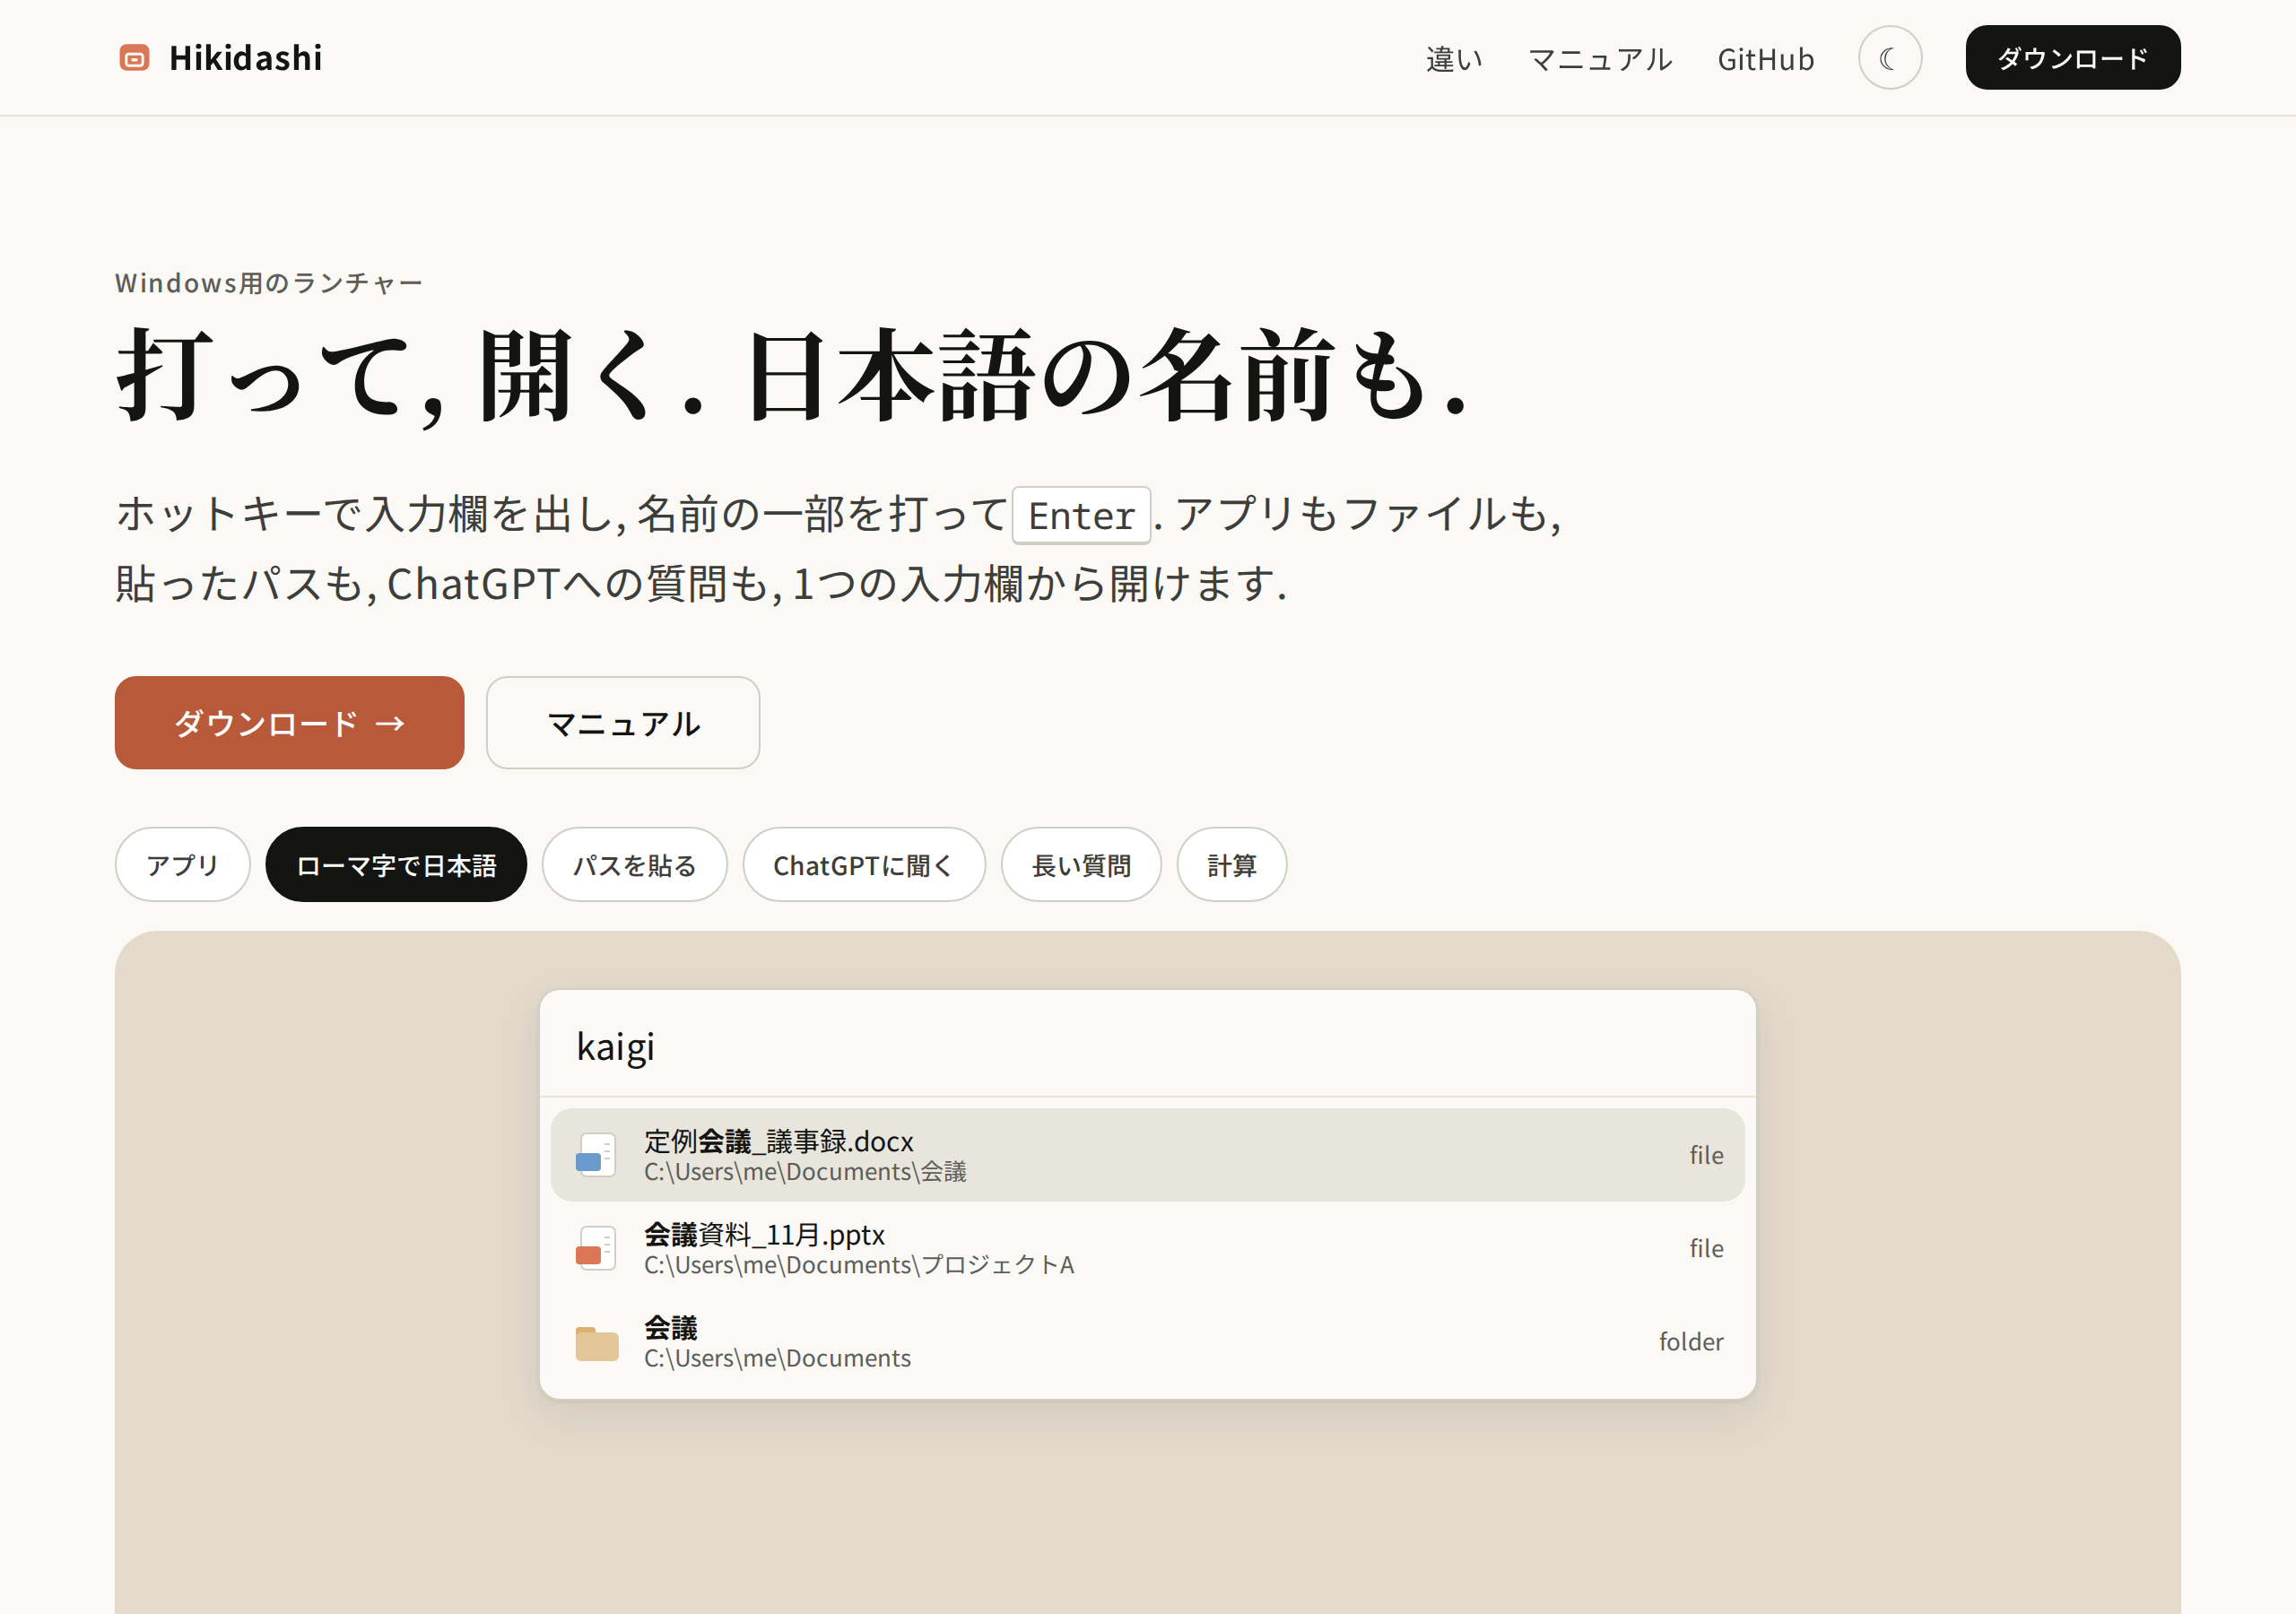 Hikidashi
違い マニュアル GitHub ダウンロード
Windows用のランチャー
打って, 開く. 日本語の名前も.
ホットキーで入力欄を出し, 名前の一部を打ってEnter. アプリもファイルも,
貼ったパスも, ChatGPTへの質問も, 1つの入力欄から開けます.
ダウンロード →
マニュアル
アプリ ローマ字で日本語 パスを貼る ChatGPTに聞く 長い質問 計算
kaigi
定例会議_議事録.docx
C:\Users\me\Documents\会議
file
会議資料_11月.pptx
C:\Users\me\Documents\プロジェクトA
file
会議
C:\Users\me\Documents
folder